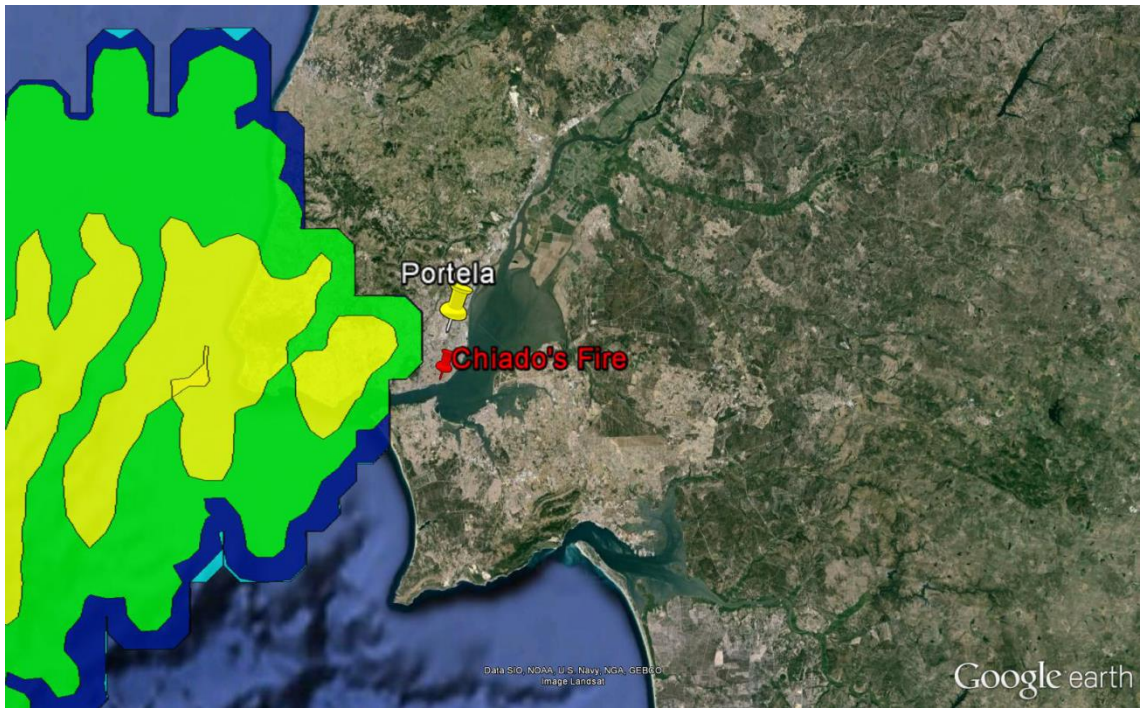 Portela
Chiado's Fire
Data SIO, NOAA, U.S. Navy, NGA, GEBCO
Image Landsat
Google earth